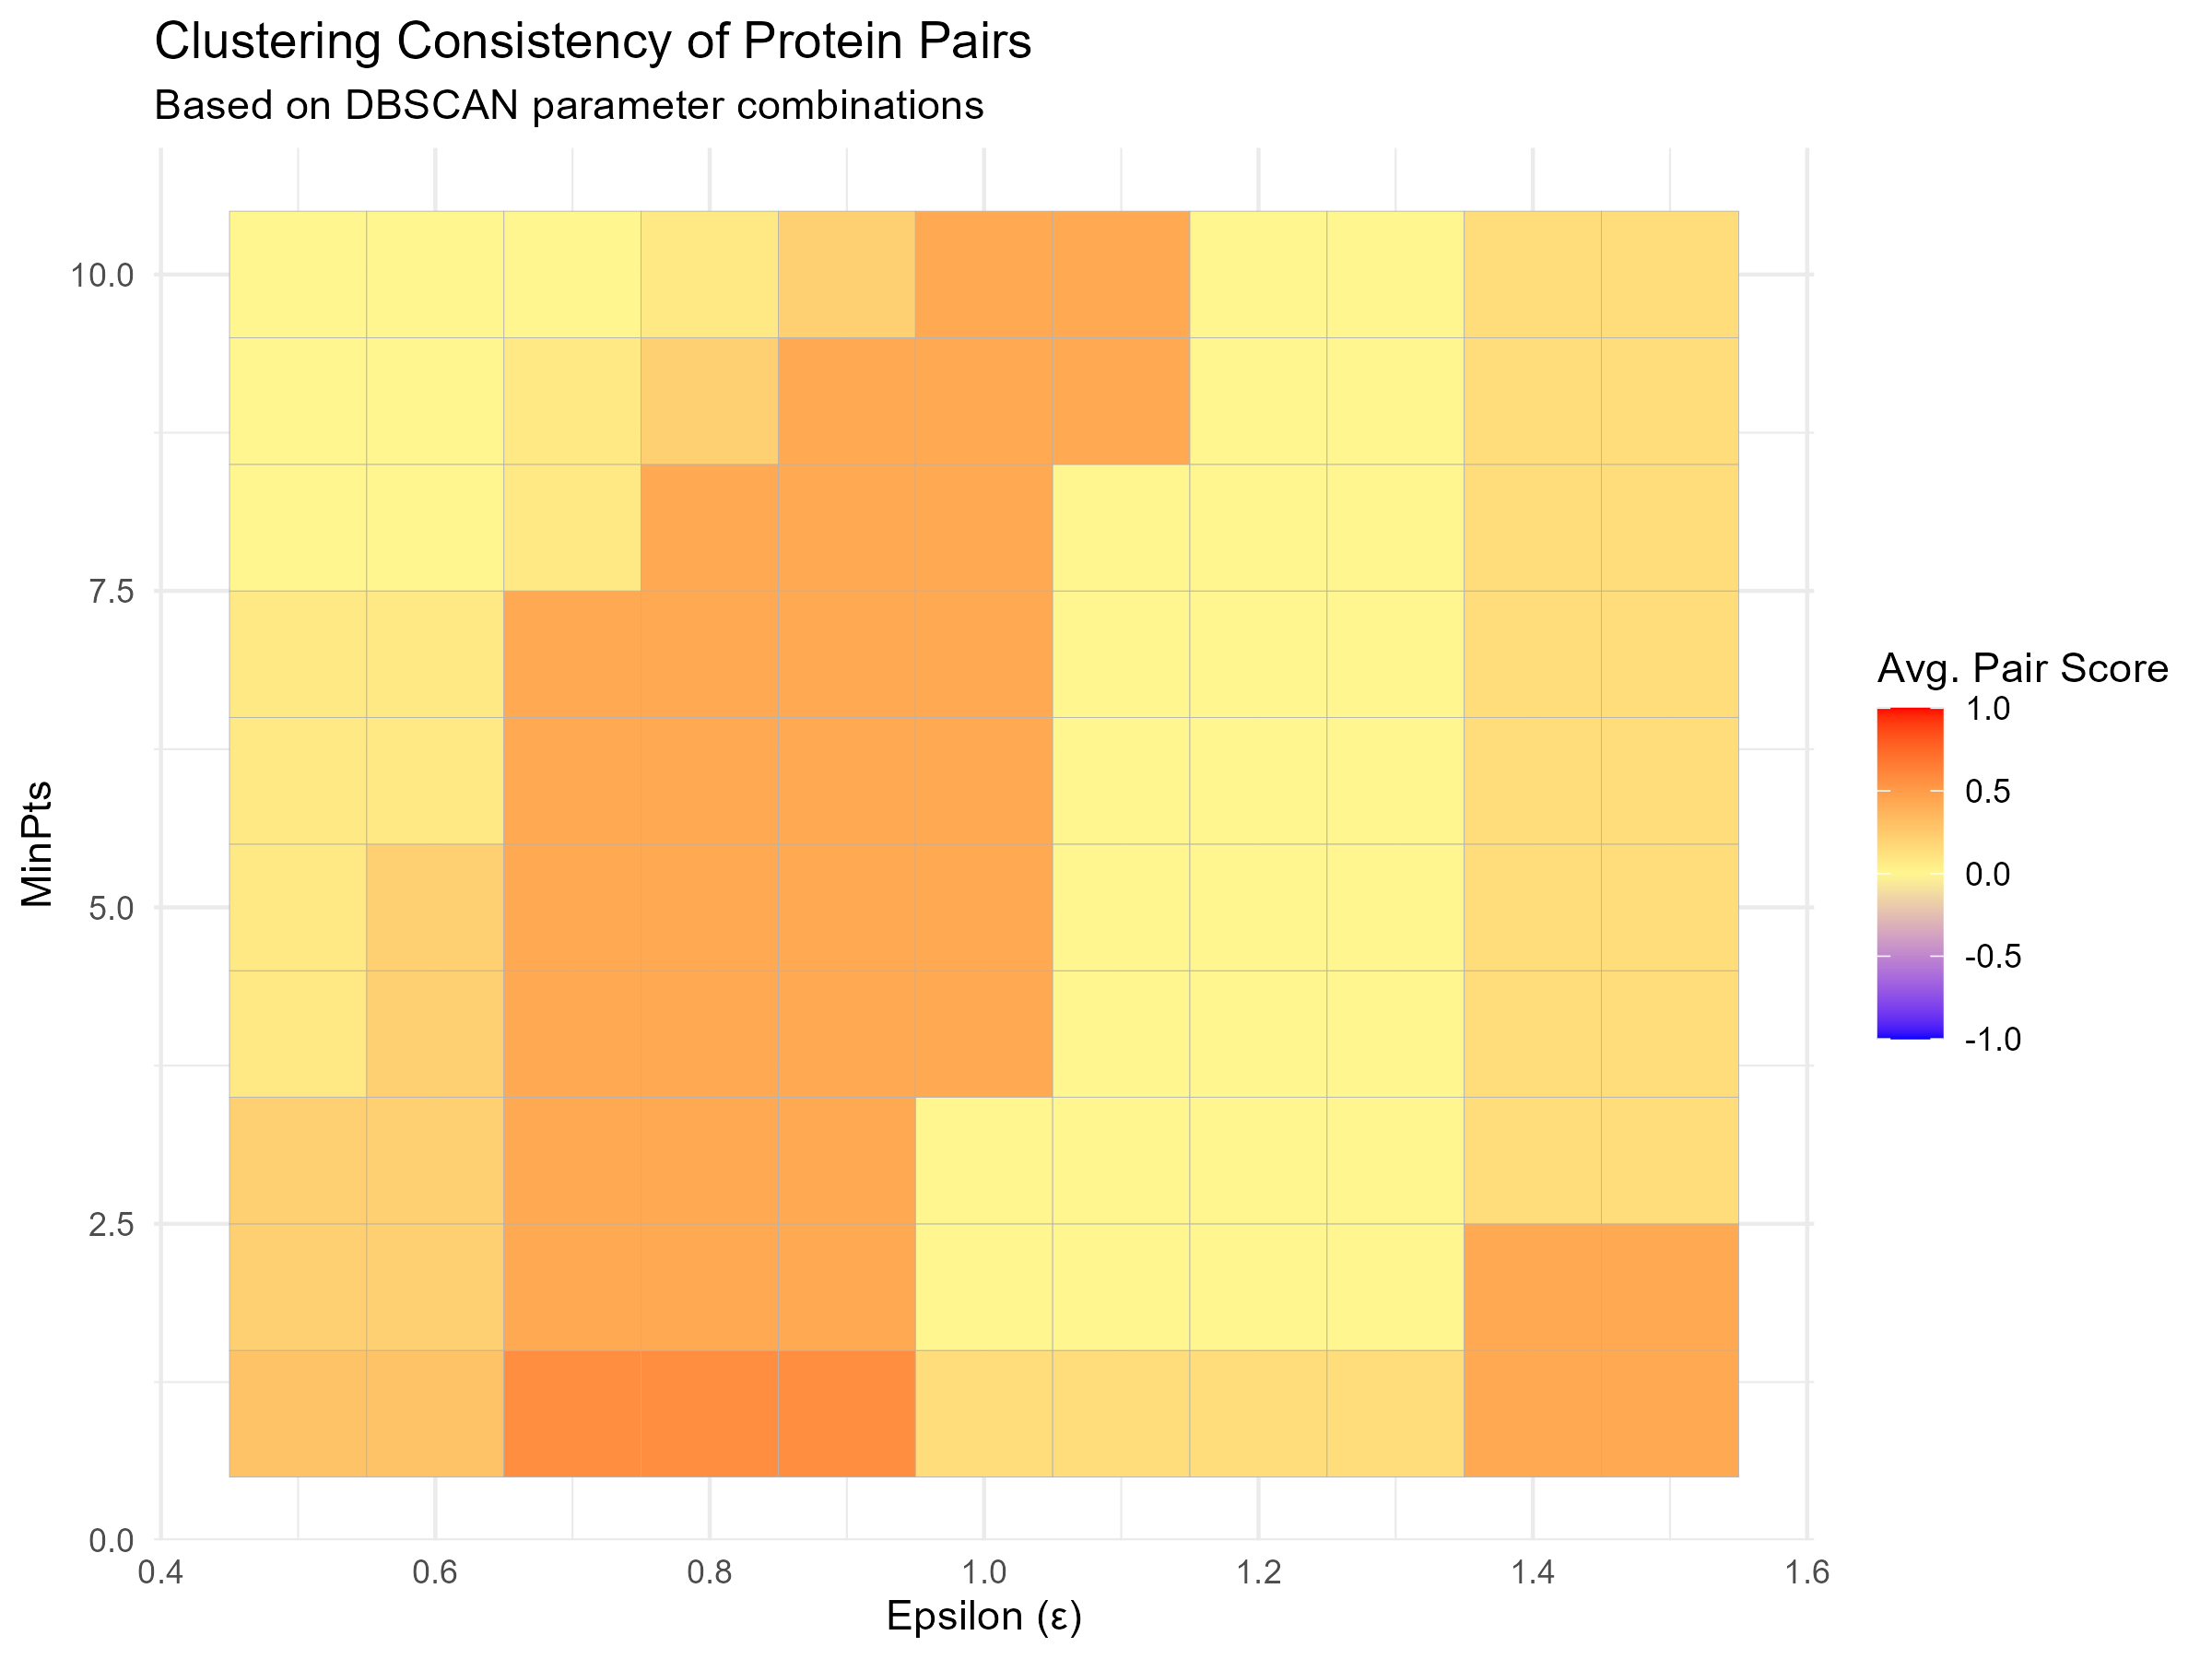 Clustering Consistency of Protein Pairs
Based on DBSCAN parameter combinations
10.0
7.5
5.0
2.5
0.0
MinPts
0.4 0.6 0.8 1.0 1.2 1.4 1.6
Epsilon (ε)
Avg. Pair Score
1.0
0.5
0.0
-0.5
-1.0